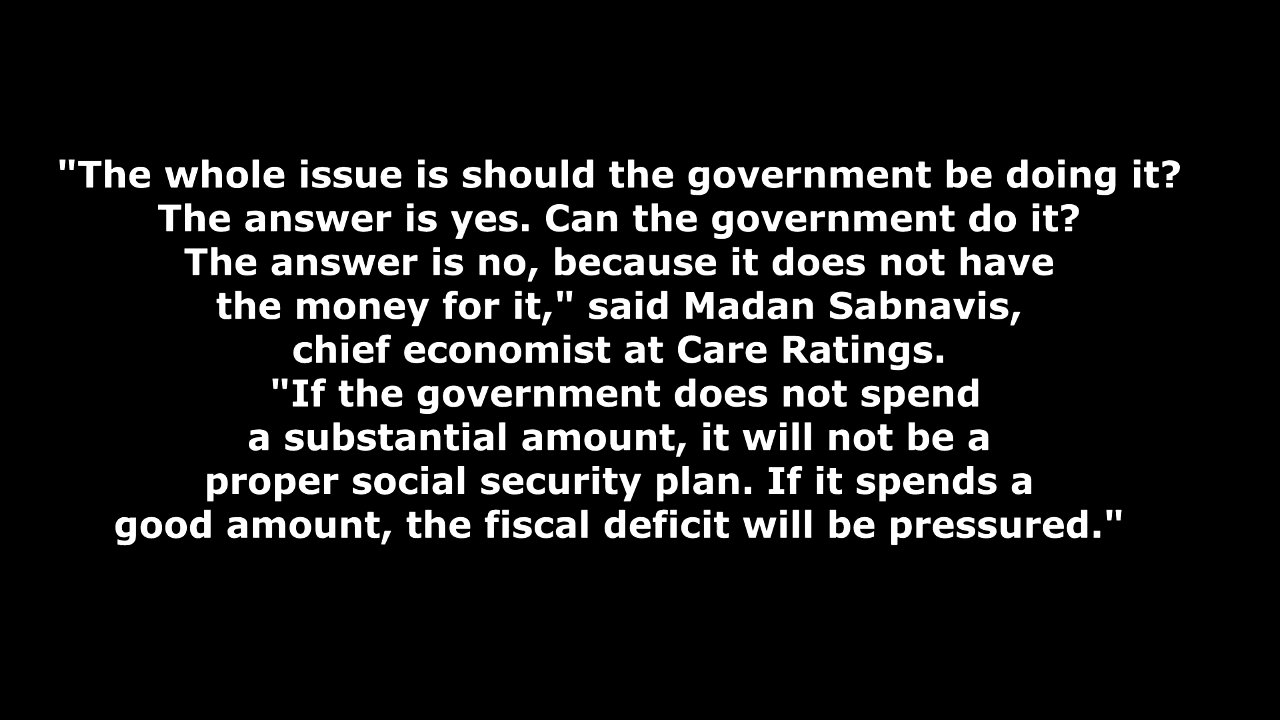 "The whole issue is should the government be doing it?
The answer is yes. Can the government do it?
The answer is no, because it does not have
the money for it," said Madan Sabnavis,
chief economist at Care Ratings.
"If the government does not spend
a substantial amount, it will not be a
proper social security plan. If it spends a
good amount, the fiscal deficit will be pressured."